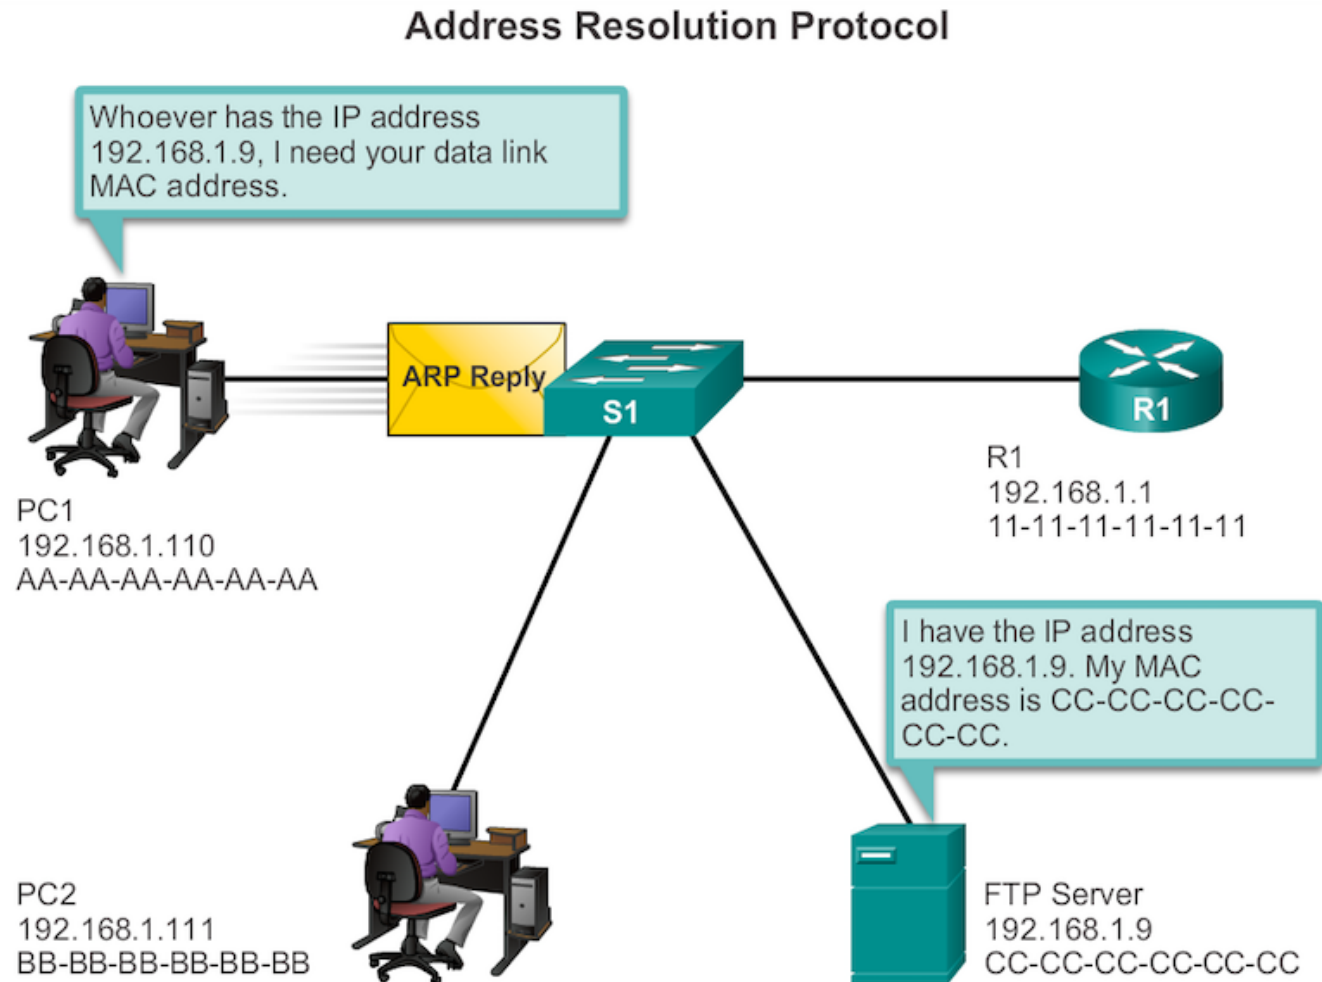 Address Resolution Protocol
Whoever has the IP address
192.168.1.9, I need your data link
MAC address.
ARP Reply
S1
R1
R1
192.168.1.1
11-11-11-11-11-11
PC1
192.168.1.110
AA-AA-AA-AA-AA-AA
I have the IP address
192.168.1.9. My MAC
address is CC-CC-CC-CC-
CC-CC.
PC2
192.168.1.111
BB-BB-BB-BB-BB-BB
FTP Server
192.168.1.9
CC-CC-CC-CC-CC-CC